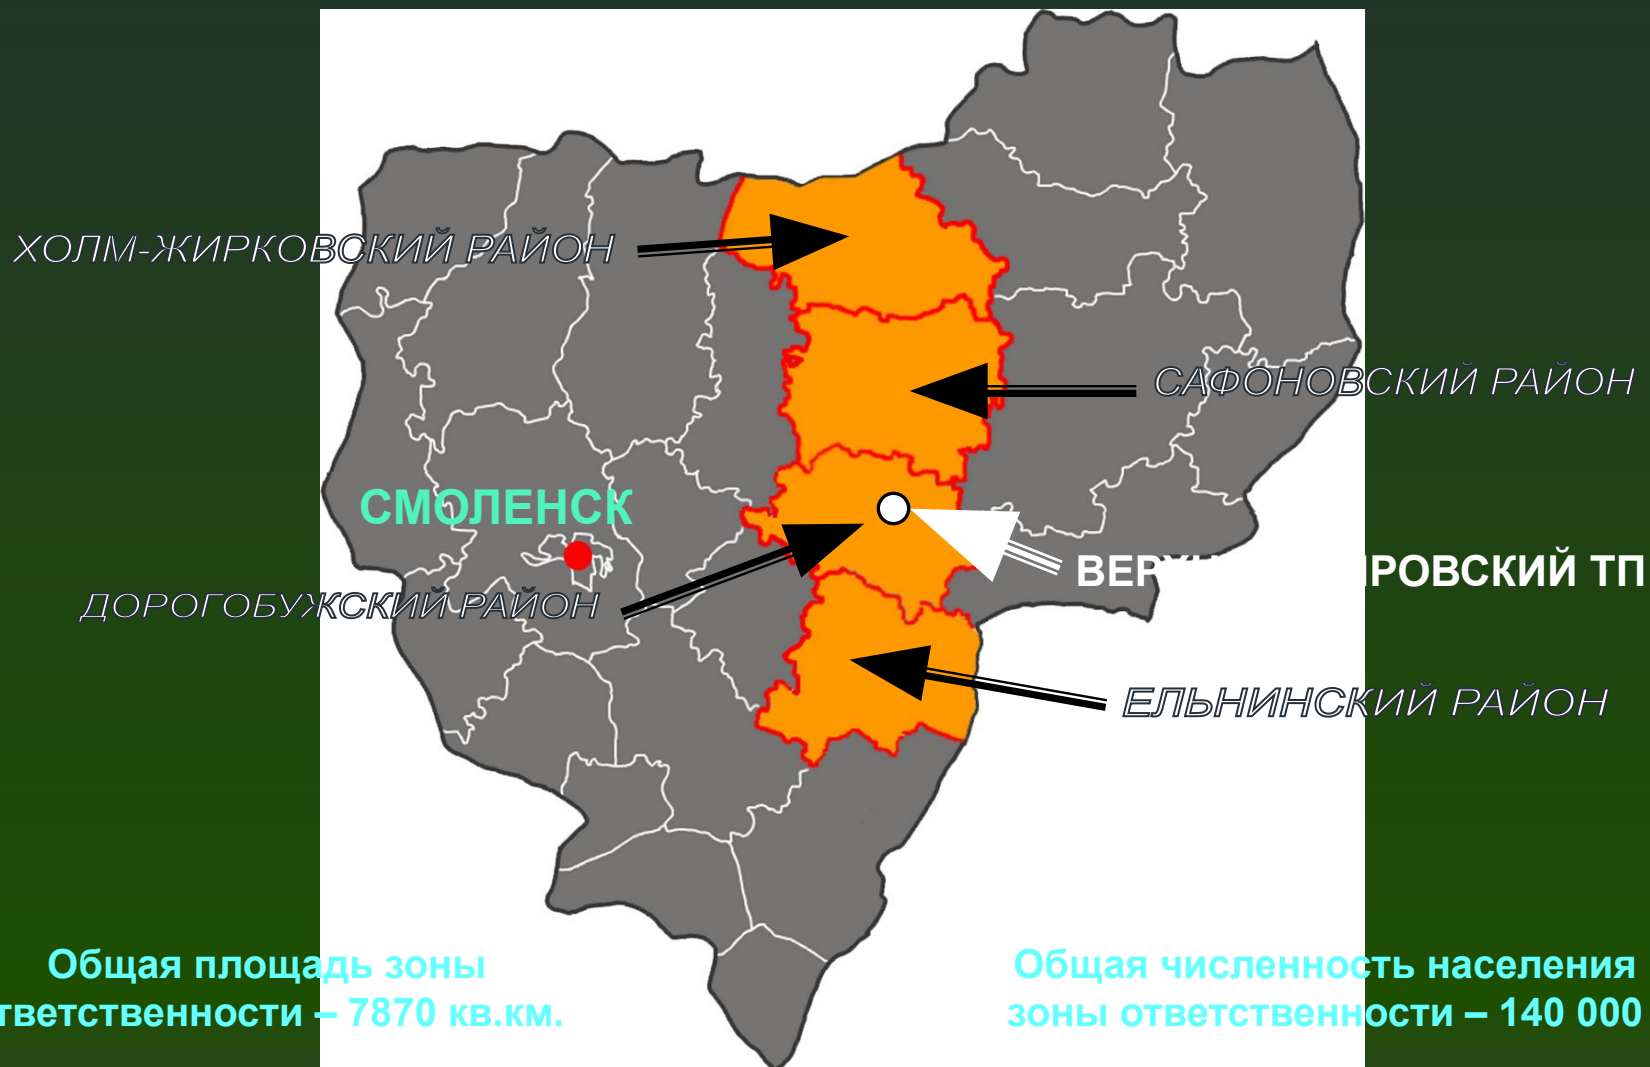 ХОЛМ-ЖИРКОВСКИЙ РАЙОН
САФОНОВСКИЙ РАЙОН
СМОЛЕНСК
ТП
ДОРОГОБУЖСКИЙ РАЙОН
ЕЛЬНИНСКИЙ РАЙОН
Общая площадь зоны
тветственности – 7870 кв.км.
Общая численность населения
зоны ответственности – 140 000